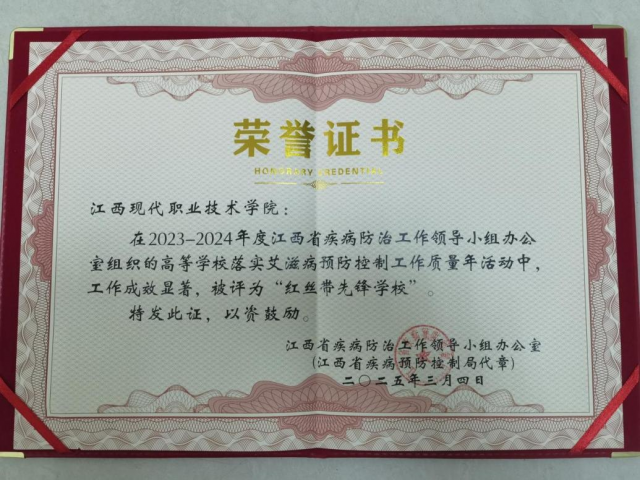 荣誉证书
HONORARY CREDENTIAL
江西现代职业技术学院：
在2023-2024年度江西省疾病防治工作领导小组办公
室组织的高等学校落实艾滋病预防控制工作质量年活动中，
工作成效显著，被评为“红丝带先锋学校”。
特发此证，以资鼓励。
江西省疾病防治工作领导小组办公室
(江西省疾病预防控制局代章)
二〇二五年三月四日